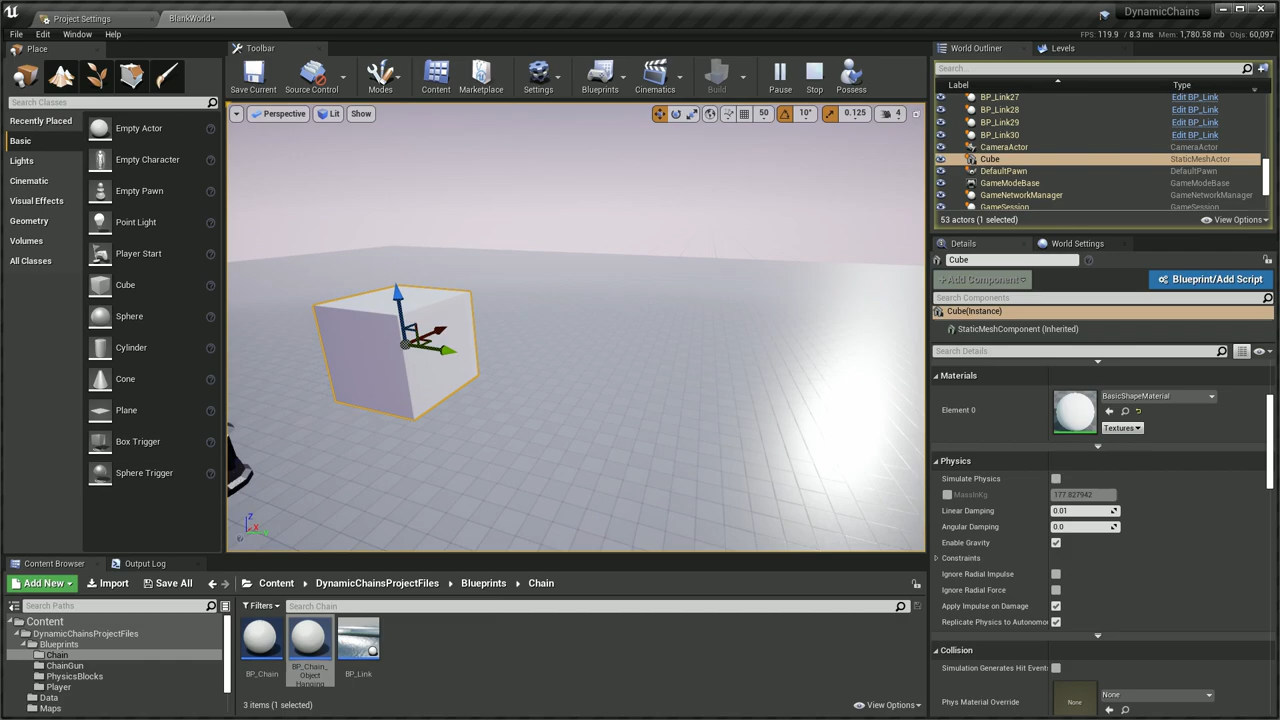 Project Settings
BlankWorld*
DynamicChains
File Edit Window Help
FPS: 119.9 / 8.3 ms Mem: 1,780.58 mb Objs: 60,097
Place
Toolbar
World Outliner
Levels
Save Current
Source Control
Modes
Content
Marketplace
Settings
Blueprints
Cinematics
Build
Pause
Stop
Possess
Search Classes
Recently Placed
Basic
Lights
Cinematic
Visual Effects
Geometry
Volumes
All Classes
Empty Actor
Empty Character
Empty Pawn
Point Light
Player Start
Cube
Sphere
Cylinder
Cone
Plane
Box Trigger
Sphere Trigger
Perspective
Lit
Show
50
10°
0.125
4
Z
X
Search...
Label Type
BP_Link27 Edit BP_Link
BP_Link28 Edit BP_Link
BP_Link29 Edit BP_Link
BP_Link30 Edit BP_Link
CameraActor CameraActor
Cube StaticMeshActor
DefaultPawn DefaultPawn
GameModeBase GameModeBase
GameNetworkManager GameNetworkManager
GameSession GameSession
53 actors (1 selected)
View Options
Details
World Settings
Cube
+Add Component
Blueprint/Add Script
Search Components
Cube(Instance)
StaticMeshComponent (Inherited)
Search Details
Materials
Element 0
BasicShapeMaterial
Textures
Physics
Simulate Physics
MassInKg 177.827942
Linear Damping 0.01
Angular Damping 0.0
Enable Gravity
Constraints
Ignore Radial Impulse
Ignore Radial Force
Apply Impulse on Damage
Replicate Physics to Autonomo
Collision
Simulation Generates Hit Events
Phys Material Override
None
None
Content Browser
Output Log
Add New
Import
Save All
Content
DynamicChainsProjectFiles
Blueprints
Chain
Search Paths
Filters
Search Chain
Content
DynamicChainsProjectFiles
Blueprints
Chain
ChainGun
PhysicsBlocks
Player
Data
Maps
BP_Chain
BP_Chain_
Object
Hanging
BP_Link
3 items (1 selected)
View Options